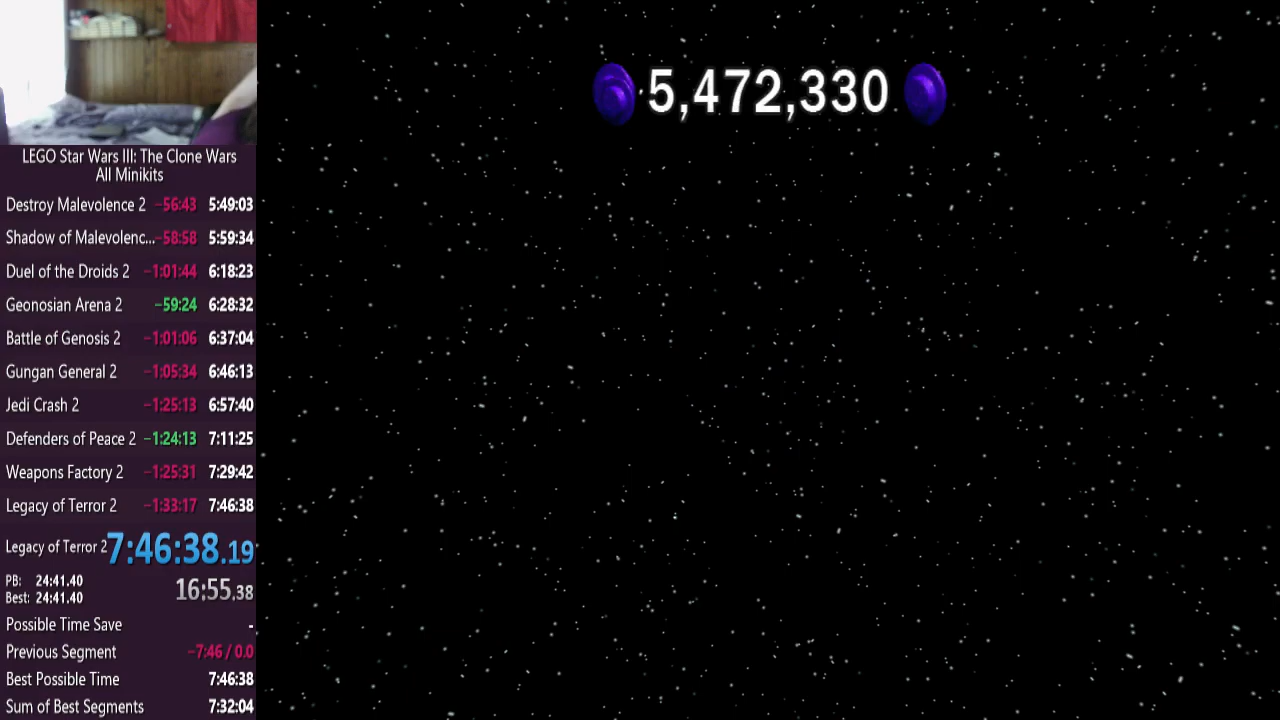 5,472,330
LEGO Star Wars III: The Clone Wars
All Minikits
Destroy Malevolence 2 −56:43 5:49:03
Shadow of Malevolenc... −58:58 5:59:34
Duel of the Droids 2 −1:01:44 6:18:23
Geonosian Arena 2 −59:24 6:28:32
Battle of Genosis 2 −1:01:06 6:37:04
Gungan General 2 −1:05:34 6:46:13
Jedi Crash 2 −1:25:13 6:57:40
Defenders of Peace 2 −1:24:13 7:11:25
Weapons Factory 2 −1:25:31 7:29:42
Legacy of Terror 2 −1:33:17 7:46:38
Legacy of Terror 2 7:46:38.19
PB: 24:41.40
Best: 24:41.40
16:55.38
Possible Time Save -
Previous Segment −7:46 / 0.0
Best Possible Time 7:46:38
Sum of Best Segments 7:32:04